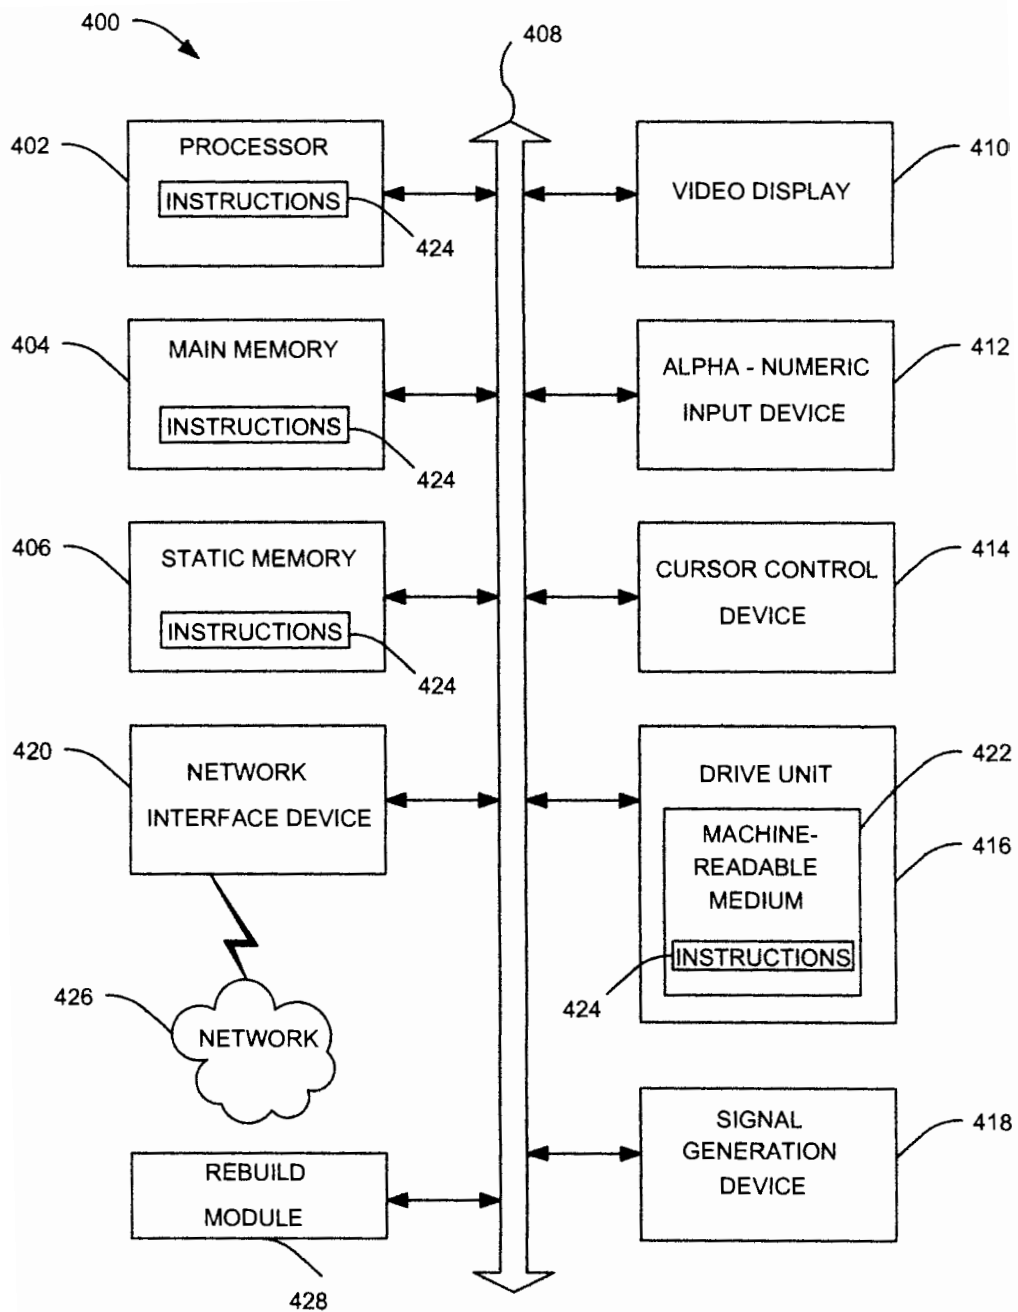 400
408
402
PROCESSOR
INSTRUCTIONS
424
VIDEO DISPLAY
410
404
MAIN MEMORY
INSTRUCTIONS
424
ALPHA - NUMERIC
INPUT DEVICE
412
406
STATIC MEMORY
INSTRUCTIONS
424
CURSOR CONTROL
DEVICE
414
420
NETWORK
INTERFACE DEVICE
DRIVE UNIT
422
MACHINE-
READABLE
MEDIUM
416
INSTRUCTIONS
424
426
NETWORK
SIGNAL
GENERATION
DEVICE
418
REBUILD
MODULE
428